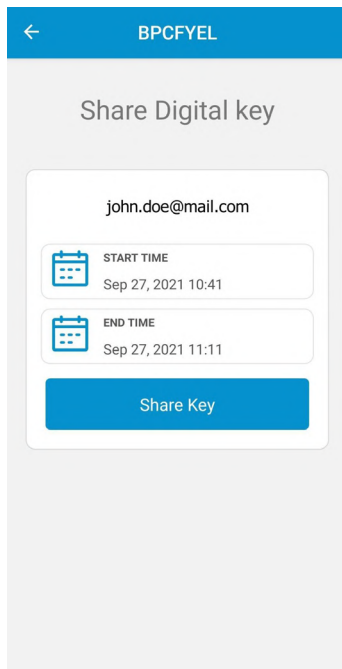 BPCFYEL
Share Digital key
john.doe@mail.com
START TIME
Sep 27, 2021 10:41
END TIME
Sep 27, 2021 11:11
Share Key